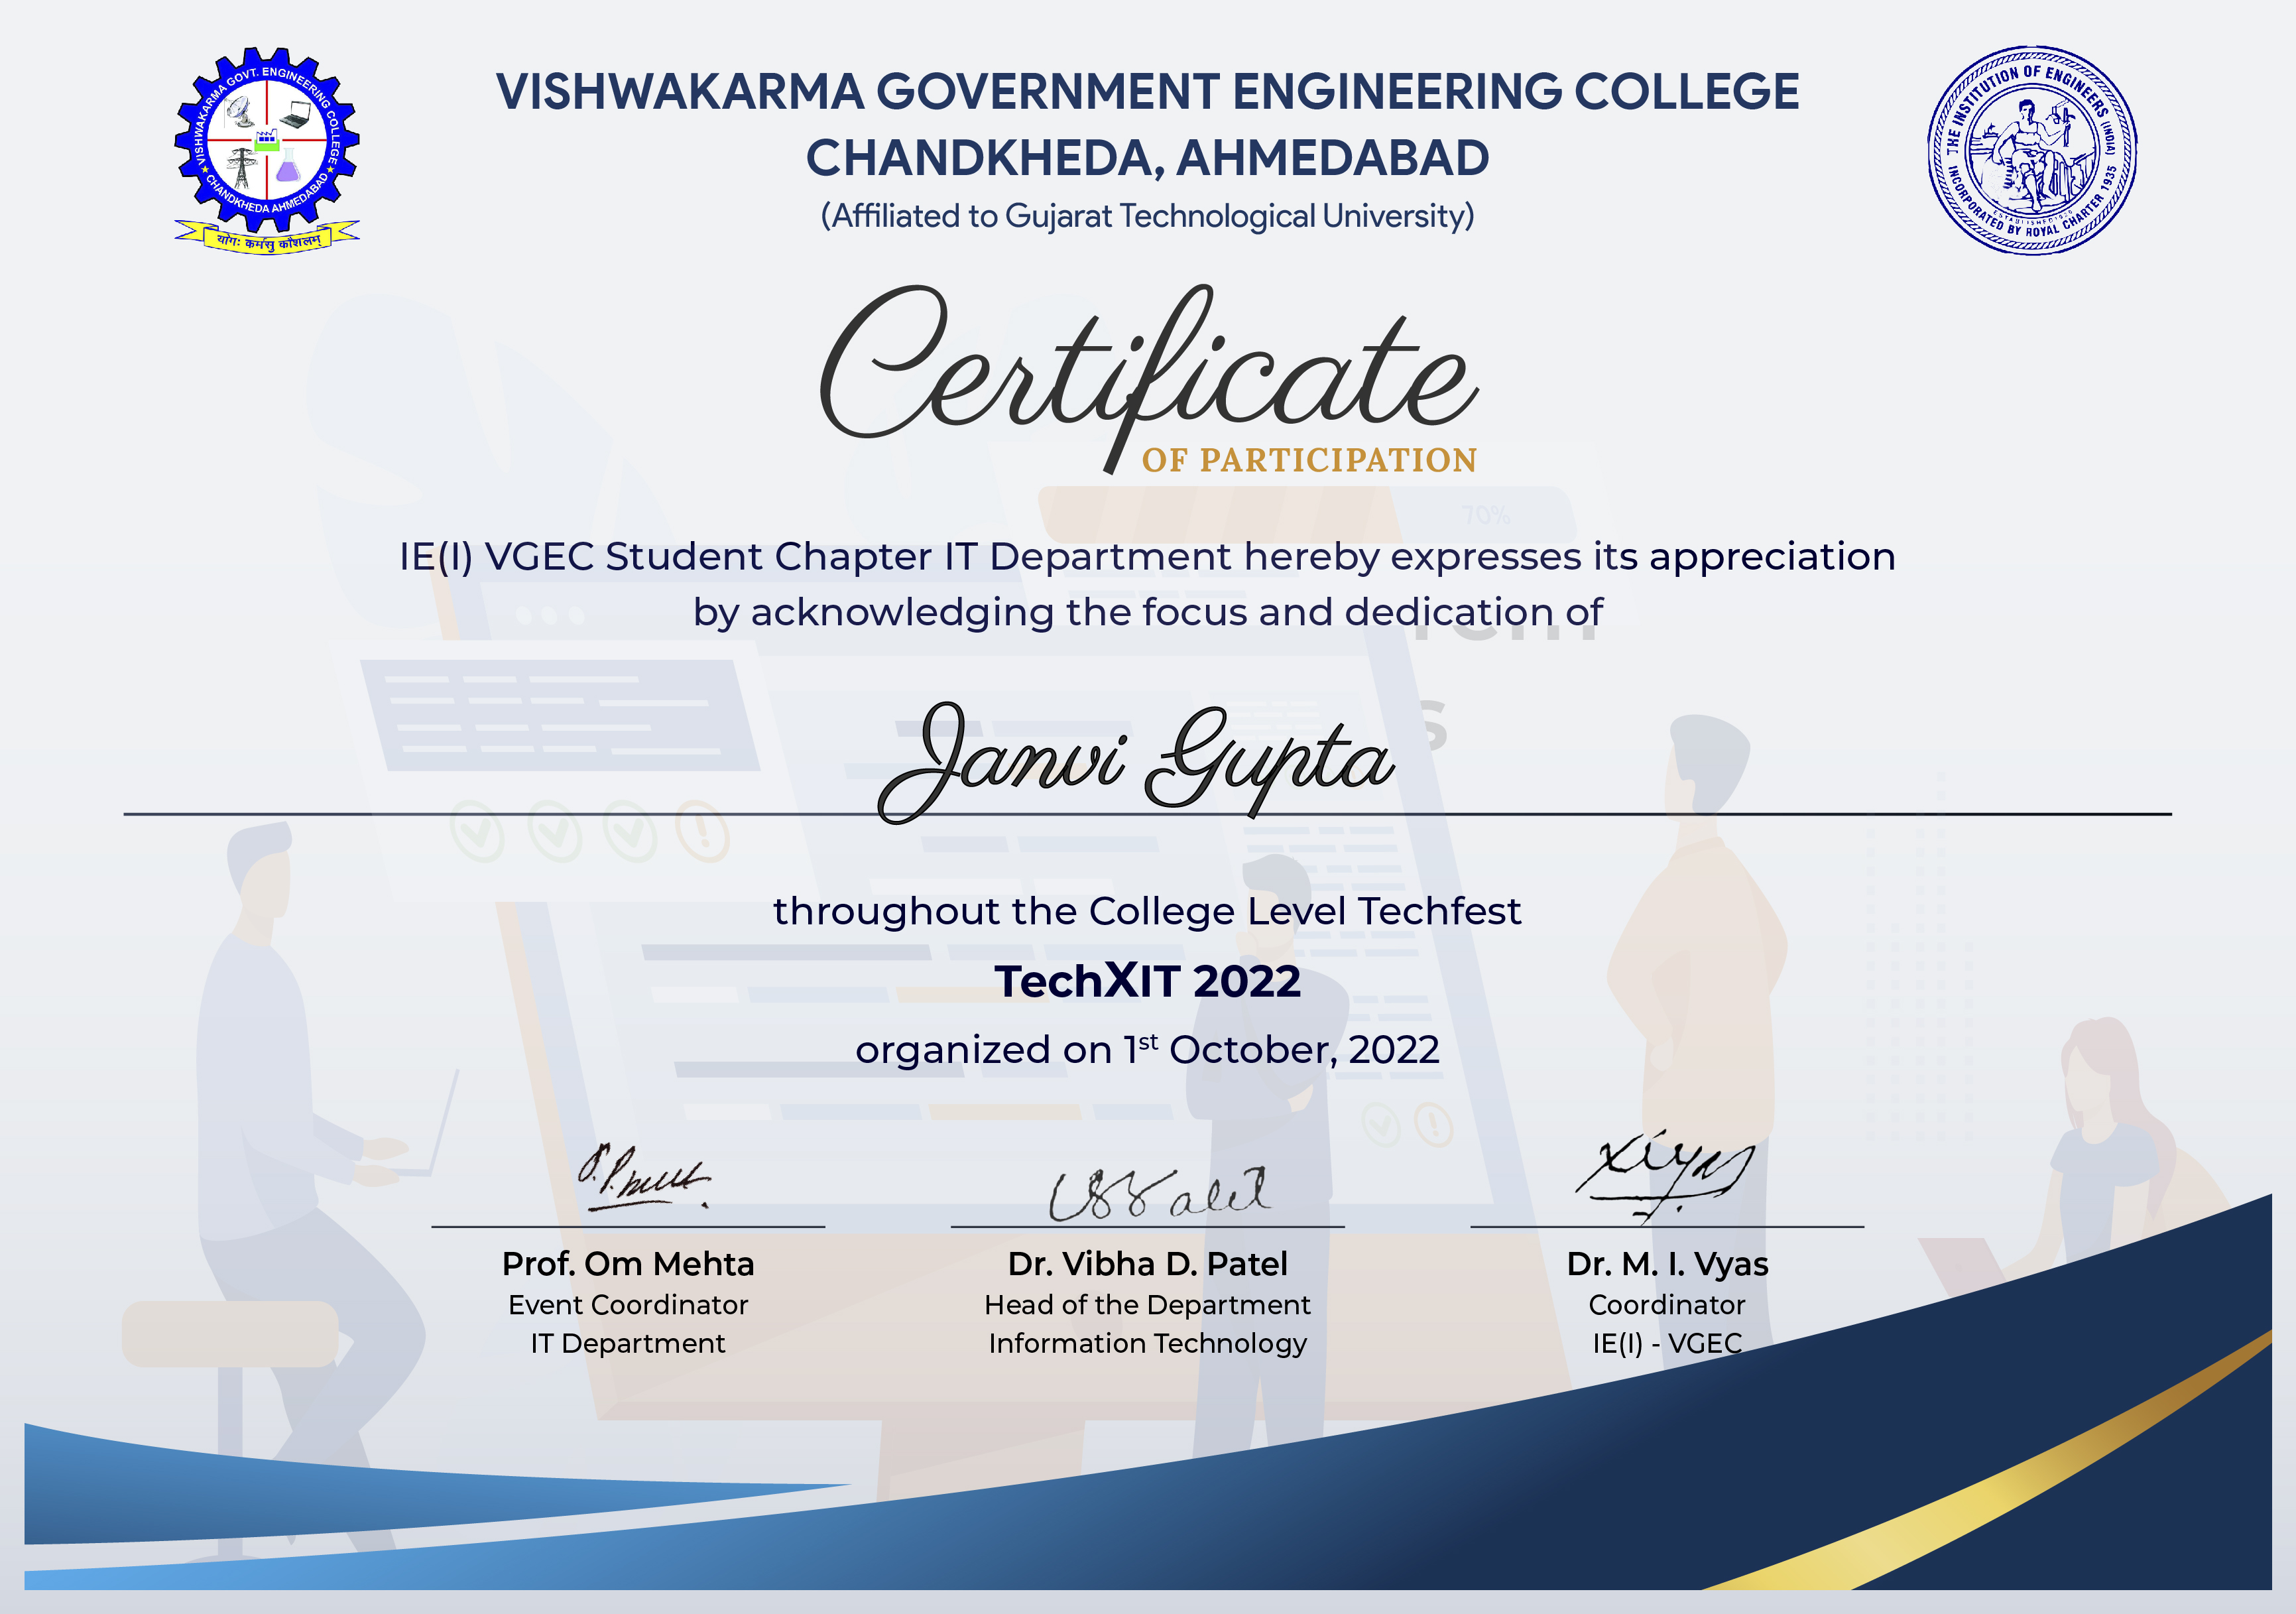 VISHWAKARMA GOVT. ENGINEERING COLLEGE
★ CHANDKHEDA AHMEDABAD ★
योगः कर्मसु कौशलम्
VISHWAKARMA GOVERNMENT ENGINEERING COLLEGE
CHANDKHEDA, AHMEDABAD
(Affiliated to Gujarat Technological University)
THE INSTITUTION OF ENGINEERS (INDIA)
INCORPORATED BY ROYAL CHARTER 1935
ESTABLISHED 1920
Certificate
OF PARTICIPATION
70%
IE(I) VGEC Student Chapter IT Department hereby expresses its appreciation
by acknowledging the focus and dedication of
Janvi Gupta
throughout the College Level Techfest
TechXIT 2022
organized on 1st October, 2022
Prof. Om Mehta
Event Coordinator
IT Department
Dr. Vibha D. Patel
Head of the Department
Information Technology
Dr. M. I. Vyas
Coordinator
IE(I) - VGEC